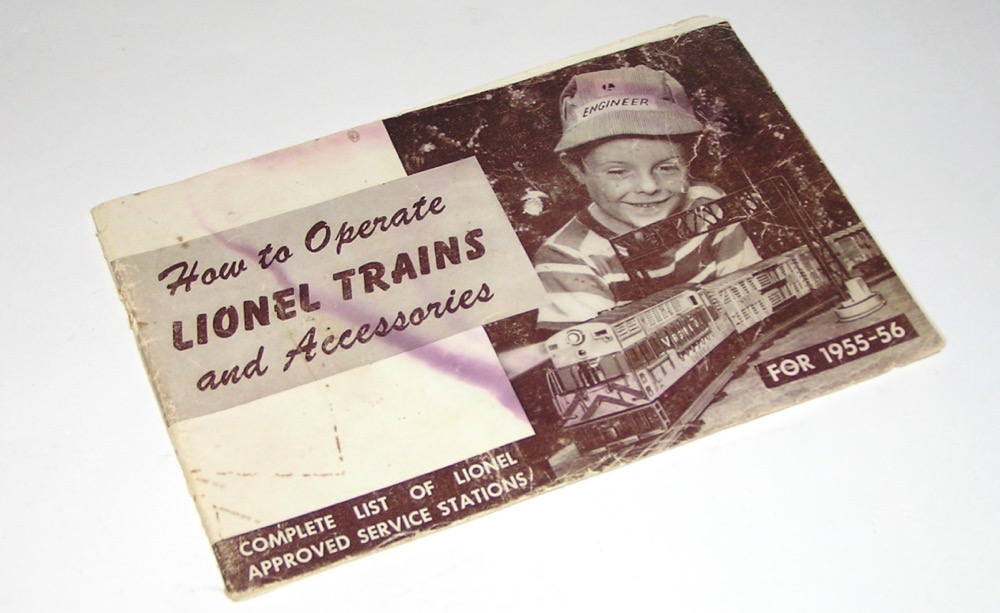 How to Operate
LIONEL TRAINS
and Accessories
ENGINEER
FOR 1955-56
COMPLETE LIST OF LIONEL
APPROVED SERVICE STATIONS